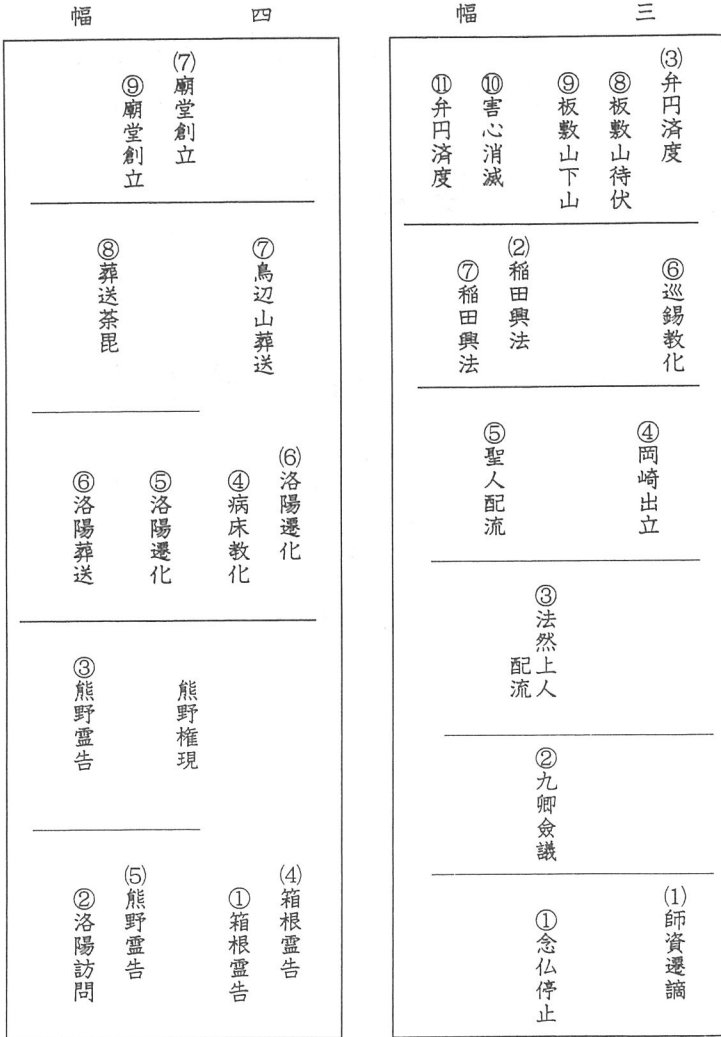 三幅
(3)弁円済度
⑧板敷山待伏
⑨板敷山下山
⑩害心消滅
⑪弁円済度
⑥巡錫教化
(2)稲田興法
⑦稲田興法
④岡崎出立
⑤聖人配流
③法然上人
配流
②九卿僉議
(1)師資遷謫
①念仏停止
四幅
(7)廟堂創立
⑨廟堂創立
⑦鳥辺山葬送
⑧葬送荼毘
(6)洛陽遷化
④病床教化
⑤洛陽遷化
⑥洛陽葬送
熊野権現
③熊野霊告
(4)箱根霊告
①箱根霊告
(5)熊野霊告
②洛陽訪問